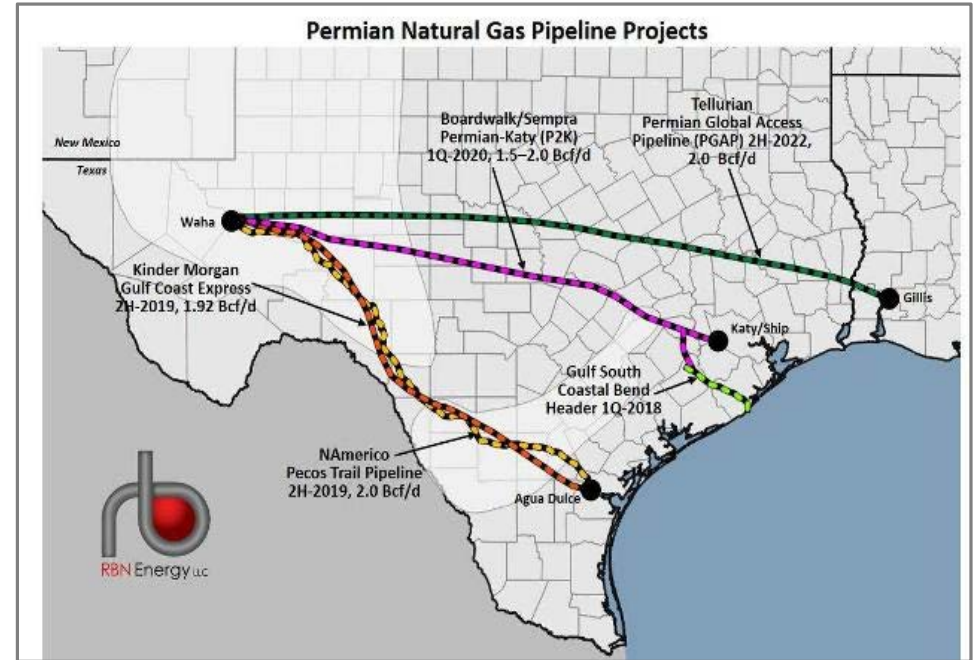 Permian Natural Gas Pipeline Projects
New Mexico
Texas
Boardwalk/Sempra
Permian-Katy (P2K)
1Q-2020, 1.5–2.0 Bcf/d
Tellurian
Permian Global Access
Pipeline (PGAP) 2H-2022,
2.0 Bcf/d
Waha
Kinder Morgan
Gulf Coast Express
2H-2019, 1.92 Bcf/d
Gillis
Katy/Ship
Gulf South
Coastal Bend
Header 1Q-2018
NAmerico
Pecos Trail Pipeline
2H-2019, 2.0 Bcf/d
Agua Dulce
RBN Energy LLC